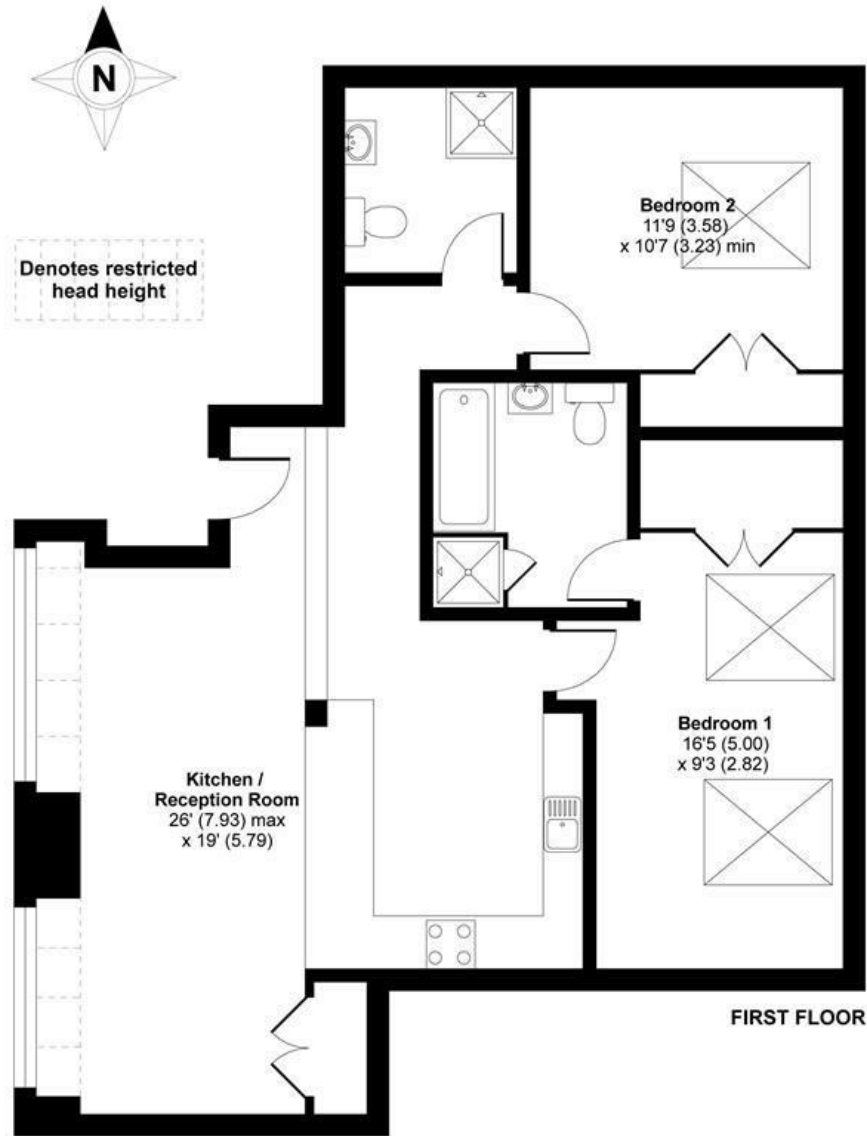 N
Denotes restricted
head height
Bedroom 2
11'9 (3.58)
x 10'7 (3.23) min
Bedroom 1
16'5 (5.00)
x 9'3 (2.82)
Kitchen /
Reception Room
26' (7.93) max
x 19' (5.79)
FIRST FLOOR